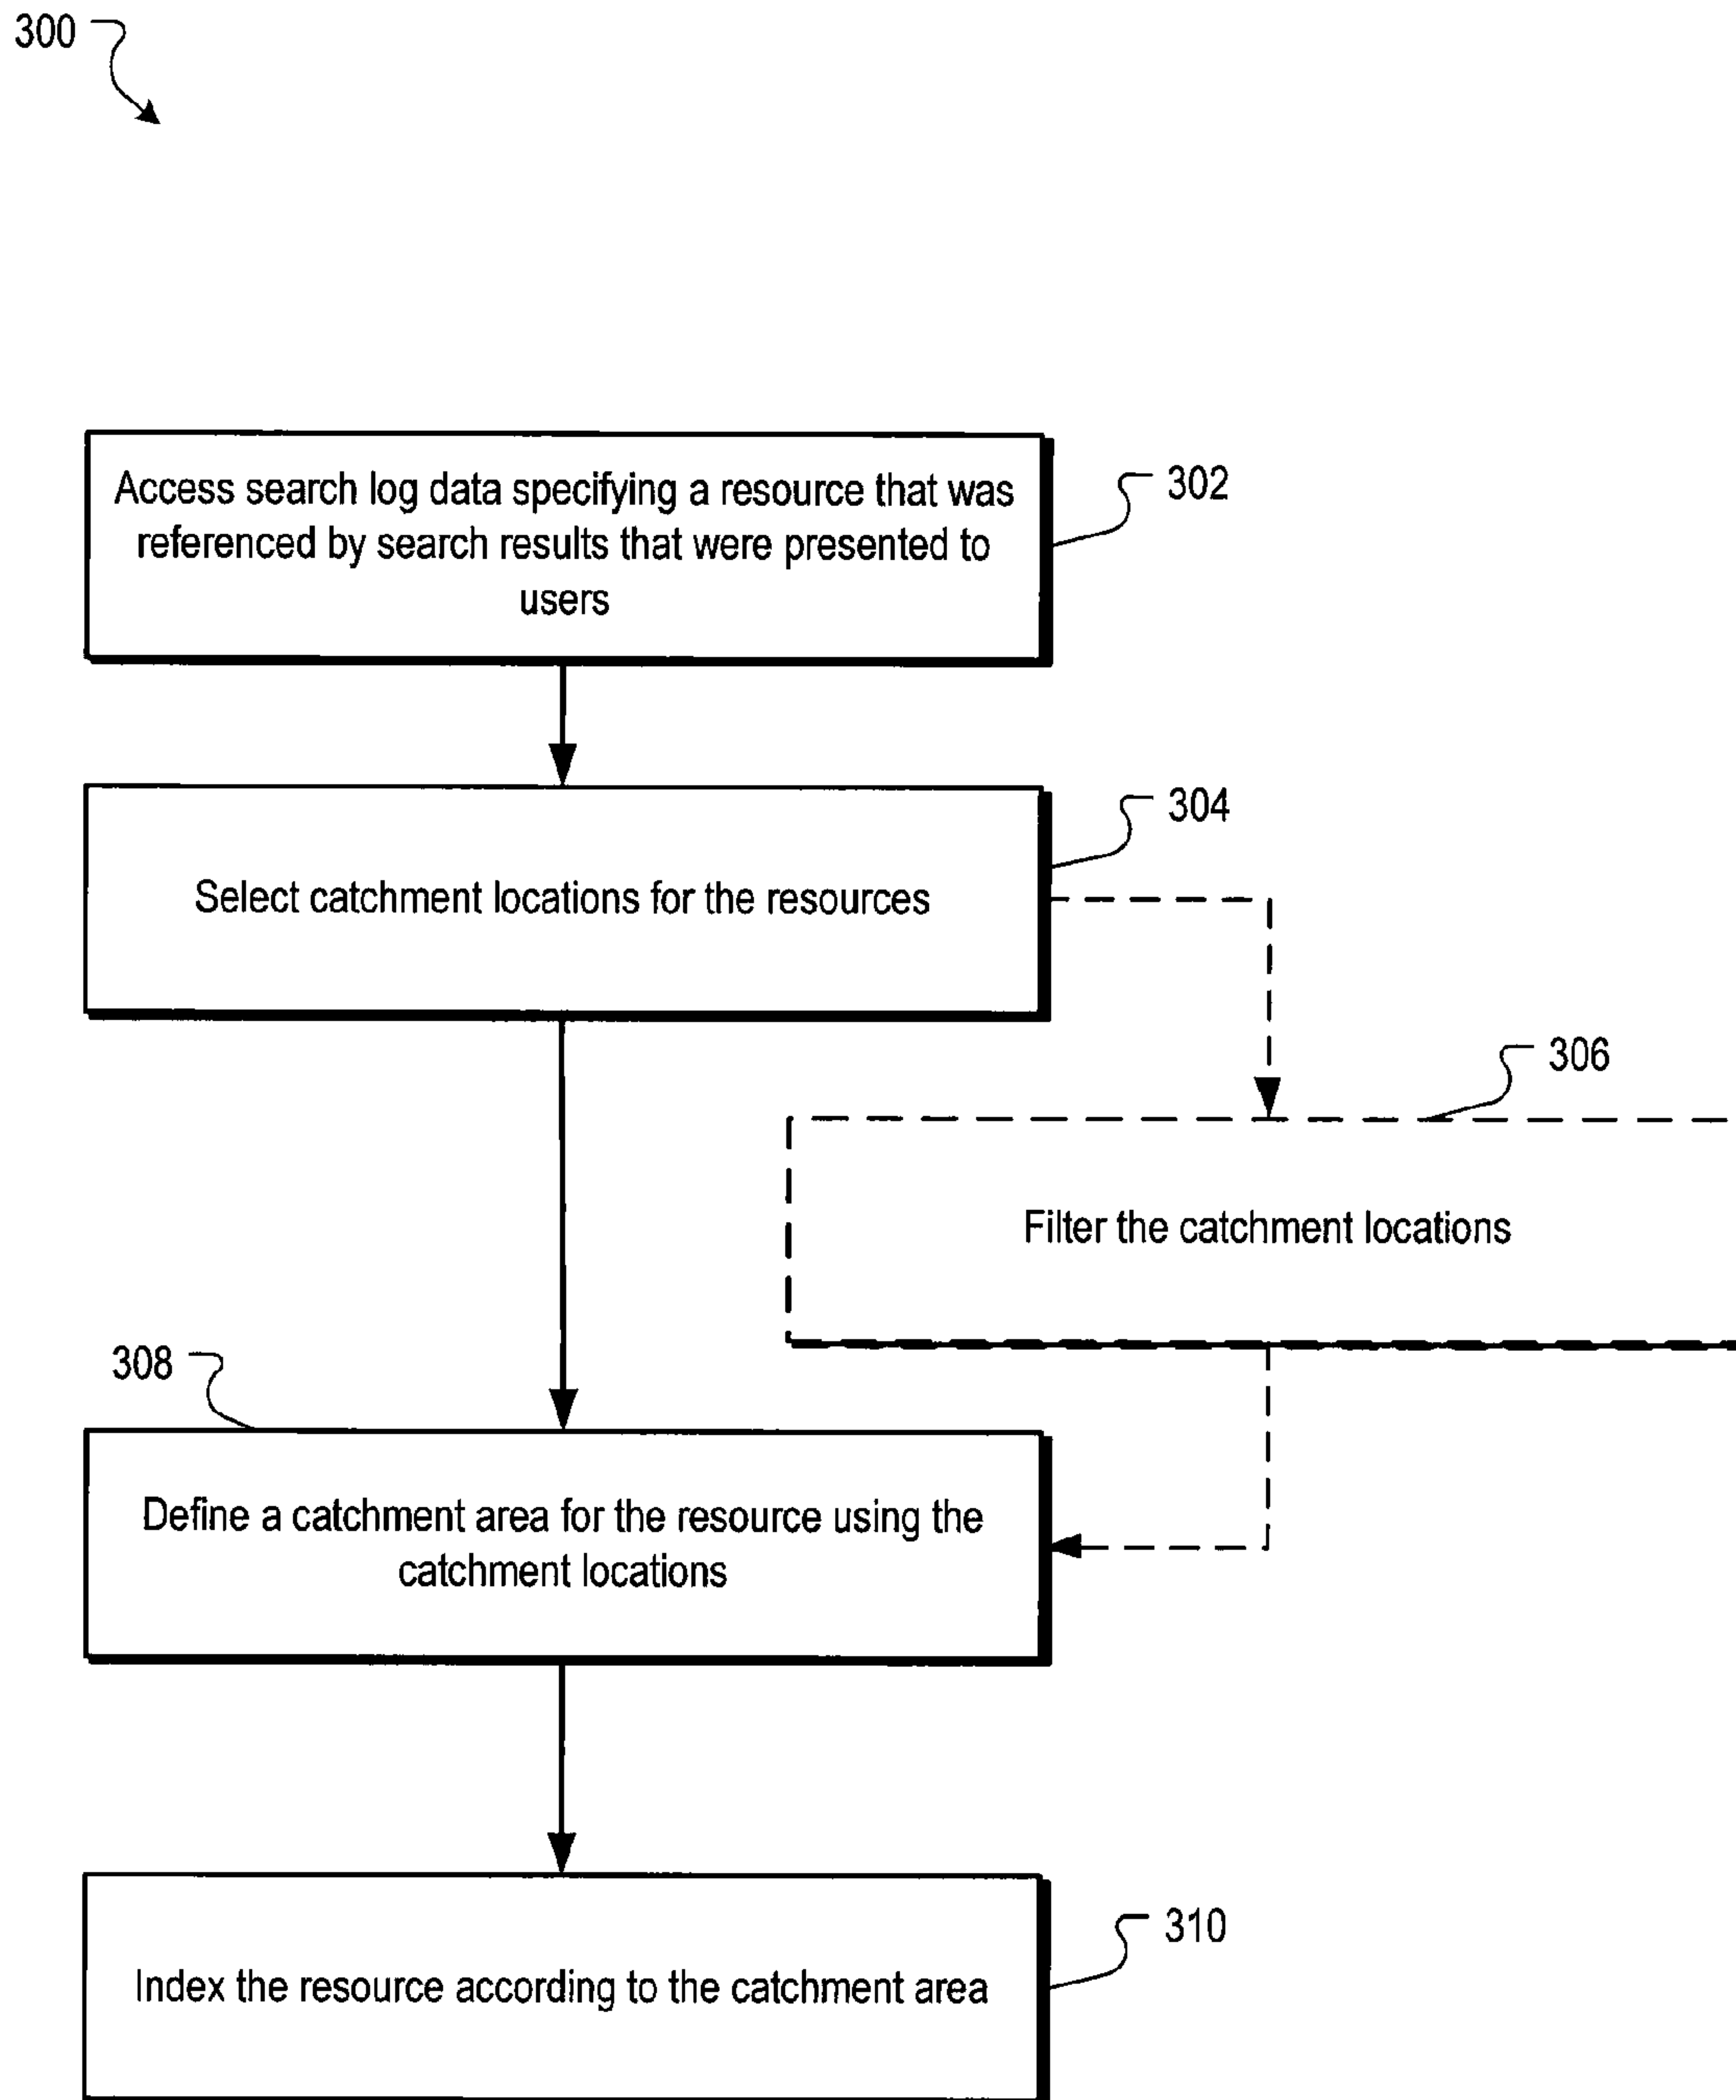 300
Access search log data specifying a resource that was
referenced by search results that were presented to
users
302
Select catchment locations for the resources
304
306
Filter the catchment locations
308
Define a catchment area for the resource using the
catchment locations
Index the resource according to the catchment area
310